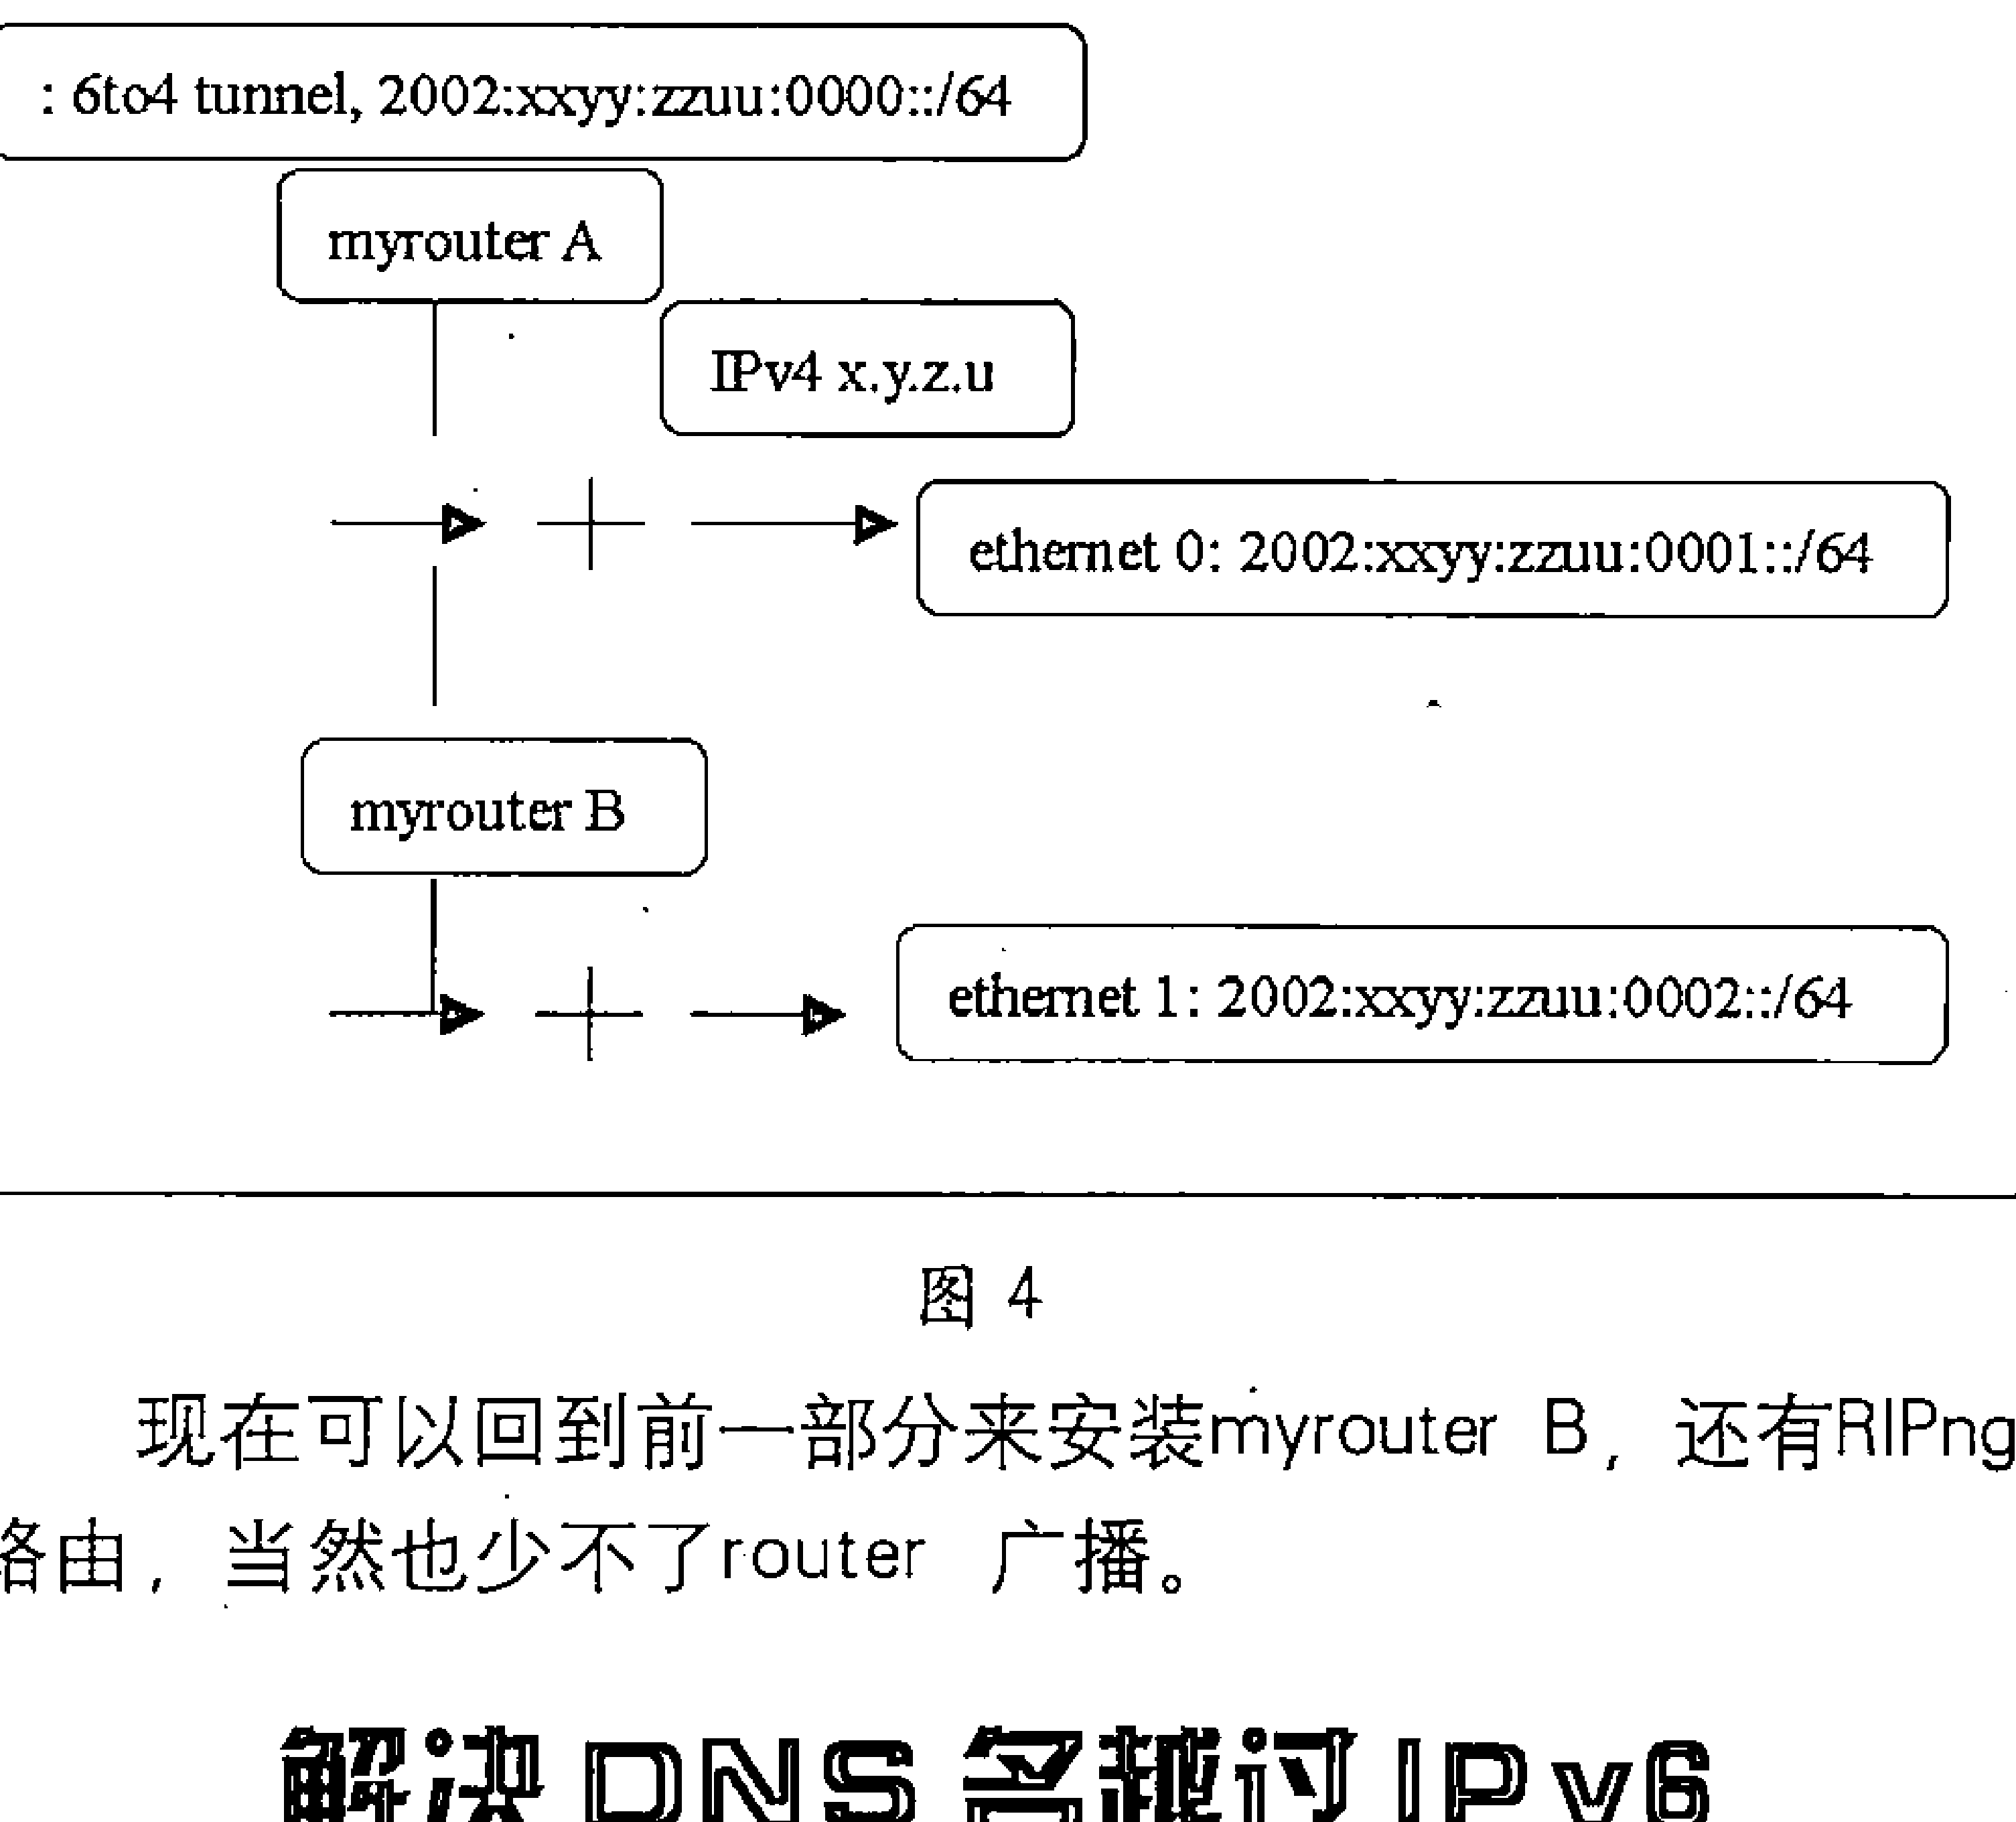 : 6to4 tunnel, 2002:xxyy:zzuu:0000::/64
myrouter A
IPv4 x.y.z.u
ethernet 0: 2002:xxyy:zzuu:0001::/64
myrouter B
ethernet 1: 2002:xxyy:zzuu:0002::/64
图 4
现在可以回到前一部分来安装myrouter B，还有RIPng
路由，当然也少不了router 广播。
解决 DNS 名称过 IPv6